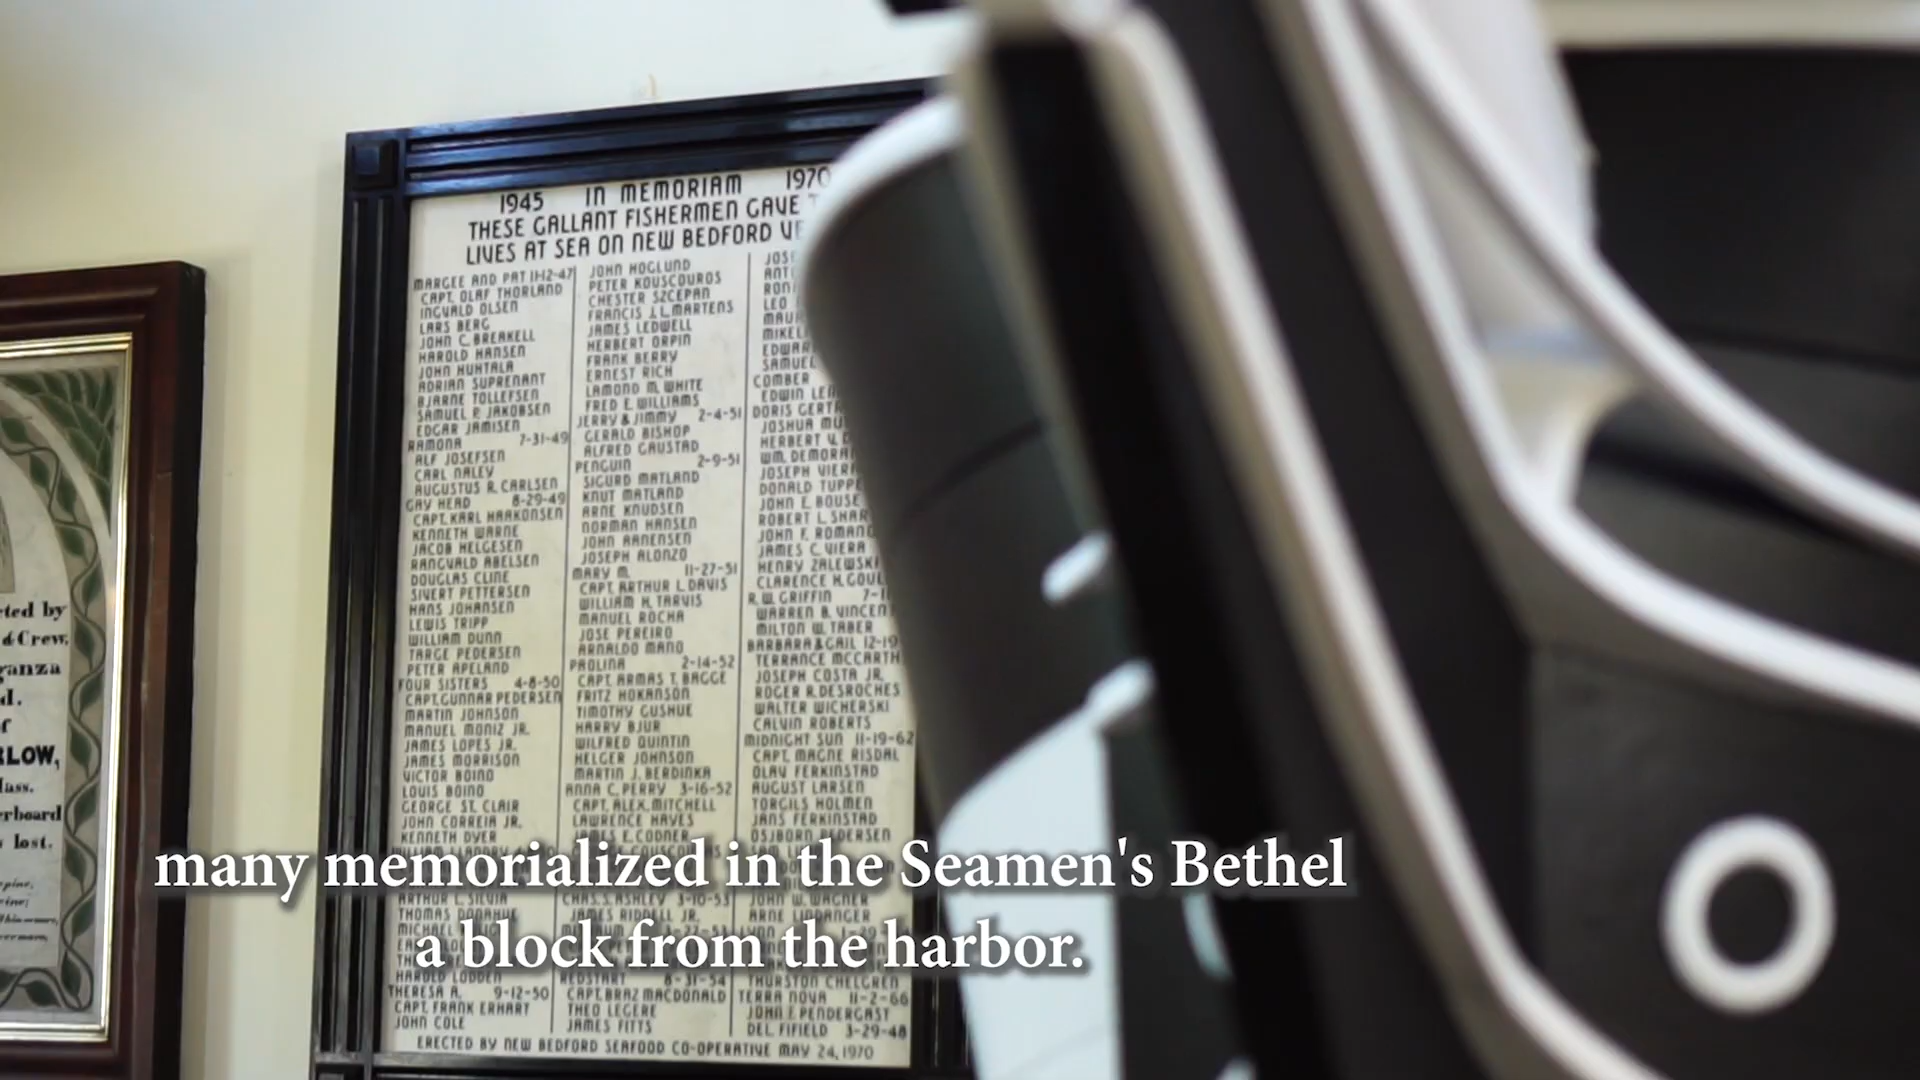 1945 IN MEMORIAM 1970
THESE GALLANT FISHERMEN GAVE
LIVES AT SEA ON NEW BEDFORD
MARGEE AND PAT 11-12-47
CAPT. OLAF THORLAND
INGVALD OLSEN
LARS BERG
JOHN C. BREAKELL
HAROLD HANSEN
JOHN HUHTALA
ADRIAN SUPRENANT
BJARNE TOLLEFSEN
SAMUEL P. JAKOBSEN
EDGAR JAMISEN
RAMONA 7-31-49
ALF JOSEFSEN
CARL NALEY
AUGUSTUS R. CARLSEN
GAY HEAD 8-29-49
CAPT. KARL HAAKONSEN
KENNETH WARNE
JACOB HELGESEN
RANGVALD ABELSEN
DOUGLAS CLINE
SIVERT PETTERSEN
HANS JOHANSEN
LEWIS TRIPP
WILLIAM DUNN
TARGE PEDERSEN
PETER APELAND
FOUR SISTERS 4-8-50
CAPT. GUNNAR PEDERSEN
MARTIN JOHNSON
MANUEL MONIZ JR.
JAMES LOPES JR.
JAMES MORRISON
VICTOR BOINO
LOUIS BOINO
GEORGE ST. CLAIR
JOHN CORREIA JR.
KENNETH DYER
ARTHUR L. SILVIA
THOMAS DONAHUE
HAROLD LODDEN
THERESA A. 9-12-50
CAPT. FRANK ERHART
JOHN COLE
JOHN HOGLUND
PETER KOUSCOUROS
CHESTER SZCEPAN
FRANCIS J.L. MARTENS
JAMES LEDWELL
HERBERT ORPIN
FRANK BERRY
ERNEST RICH
LAMOND M. WHITE
FRED E. WILLIAMS
JERRY & JIMMY 2-4-51
GERALD BISHOP
ALFRED GAUSTAD
PENGUIN 2-9-51
SIGURD MATLAND
KNUT MATLAND
ARNE KNUDSEN
NORMAN HANSEN
JOHN AANENSEN
JOSEPH ALONZO
MARY M. 11-27-51
CAPT. ARTHUR L. DAVIS
WILLIAM H. TARVIS
MANUEL ROCHA
JOSE PEREIRO
ARNALDO MANO
PAOLINA 2-14-52
CAPT. ARMAS T. BAGGE
FRITZ HOKANSON
TIMOTHY GUSHUE
HARRY BJUR
WILFRED QUINTIN
HELGER JOHNSON
MARTIN J. BERDINKA
ANNA C. PERRY 3-16-52
CAPT. ALEX. MITCHELL
LAWRENCE HAYES
JAMES E. CODNER
CHAS. S. ASHLEY 3-10-53
JAMES RIDDELL JR.
REDSTART 8-31-54
CAPT. BRAZ MACDONALD
THEO LEGERE
JAMES FITTS
LEO
COMBER
EDWIN
DORIS
JOSHUA
HERBERT V.
WM.
JOSEPH
DONALD
JOHN E. BOUSE
ROBERT L.
JOHN F. ROMANO
JAMES C. VIERA
HENRY ZALEWSKI
CLARENCE H.
R.W. GRIFFIN
WARREN B.
MILTON W. TABER
BARBARA & GAIL 12-19
TERRANCE
JOSEPH COSTA JR.
ROGER R. DESROCHES
WALTER WICHERSKI
CALVIN ROBERTS
MIDNIGHT SUN 11-19-62
CAPT. MAGNE RISDAL
OLAV FERKINSTAD
AUGUST LARSEN
TORGILS HOLMEN
JANS FERKINSTAD
OSJBORN PEDERSEN
JOHN W. WAGNER
THURSTON CHELGREN
TERRA NOVA 11-2-66
JOHN F. PENDERGAST
DEL. FIFIELD 3-29-48
ERECTED BY NEW BEDFORD SEAFOOD CO-OPERATIVE MAY 24, 1970
by
& Crew,
lost.
many memorialized in the Seamen's Bethel
a block from the harbor.